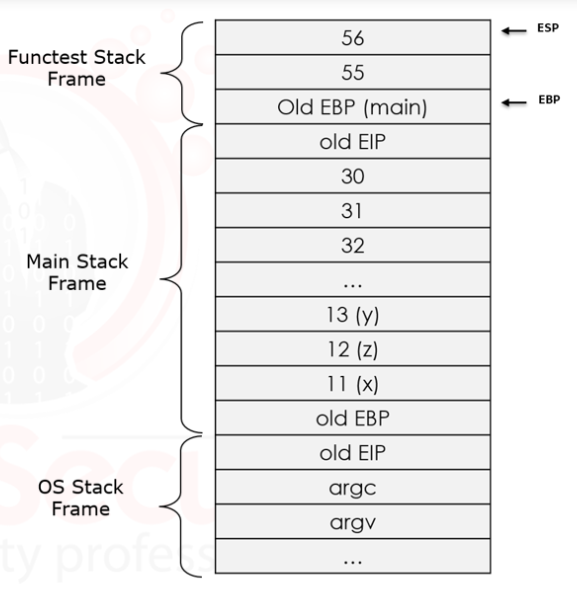 Functest Stack
Frame
56
ESP
55
Old EBP (main)
EBP
old EIP
30
31
32
Main Stack
Frame
...
13 (y)
12 (z)
11 (x)
old EBP
old EIP
OS Stack
Frame
argc
argv
...